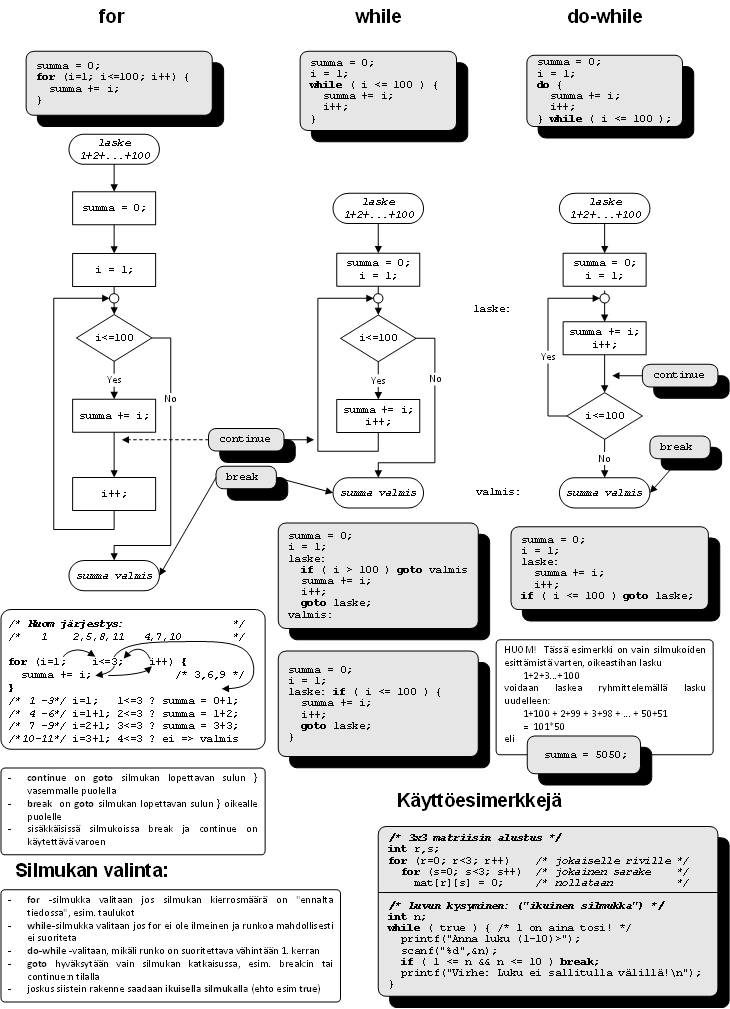 for
while
do-while
summa = 0;
for (i=1; i<=100; i++) {
summa += i;
}
summa = 0;
i = 1;
while ( i <= 100 ) {
summa += i;
i++;
}
summa = 0;
i = 1;
do {
summa += i;
i++;
} while ( i <= 100 );
laske
1+2+...+100
summa = 0;
i = 1;
i<=100
Yes
No
summa += i;
i++;
summa valmis
laske
1+2+...+100
summa = 0;
i = 1;
i<=100
Yes
No
summa += i;
i++;
summa valmis
continue
break
laske
1+2+...+100
summa = 0;
i = 1;
laske:
summa += i;
i++;
Yes
continue
i<=100
break
No
valmis:
summa valmis
summa = 0;
i = 1;
laske:
if ( i > 100 ) goto valmis
summa += i;
i++;
goto laske;
valmis:
summa = 0;
i = 1;
laske:
summa += i;
i++;
if ( i <= 100 ) goto laske;
/* Huom järjestys: */
/* 1 2,5,8,11 4,7,10 */
for (i=1; i<=3; i++) {
summa += i; /* 3,6,9 */
}
/* 1 -3*/ i=1; 1<=3 ? summa = 0+1;
/* 4 -6*/ i=1+1; 2<=3 ? summa = 1+2;
/* 7 -9*/ i=2+1; 3<=3 ? summa = 3+3;
/*10-11*/ i=3+1; 4<=3 ? ei => valmis
summa = 0;
i = 1;
laske: if ( i <= 100 ) {
summa += i;
i++;
goto laske;
}
HUOM! Tässä esimerkki on vain silmukoiden
esittämistä varten, oikeastihan lasku
1+2+3...+100
voidaan laskea ryhmittelemällä lasku
uudelleen:
1+100 + 2+99 + 3+98 + ... + 50+51
= 101*50
eli
summa = 5050;
- continue on goto silmukan lopettavan sulun }
vasemmalle puolella
- break on goto silmukan lopettavan sulun } oikealle
puolelle
- sisäkkäisissä silmukoissa break ja continue on
käytettävä varoen
Silmukan valinta:
- for -silmukka valitaan jos silmukan kierrosmäärä on "ennalta
tiedossa", esim. taulukot
- while-silmukka valitaan jos for ei ole ilmeinen ja runkoa mahdollisesti
ei suoriteta
- do-while -valitaan, mikäli runko on suoritettava vähintään 1. kerran
- goto hyväksytään vain silmukan katkaisussa, esim. breakin tai
continue:n tilalla
- joskus siistein rakenne saadaan ikuisella silmukalla (ehto esim true)
Käyttöesimerkkejä
/* 3x3 matriisin alustus */
int r,s;
for (r=0; r<3; r++) /* jokaiselle riville */
for (s=0; s<3; s++) /* jokainen sarake */
mat[r][s] = 0; /* nollataan */
/* Luvun kysyminen: ("ikuinen silmukka") */
int n;
while ( true ) { /* 1 on aina tosi! */
printf("Anna luku (1-10)>");
scanf("%d",&n);
if ( 1 <= n && n <= 10 ) break;
printf("Virhe: Luku ei sallitulla välillä!\n");
}